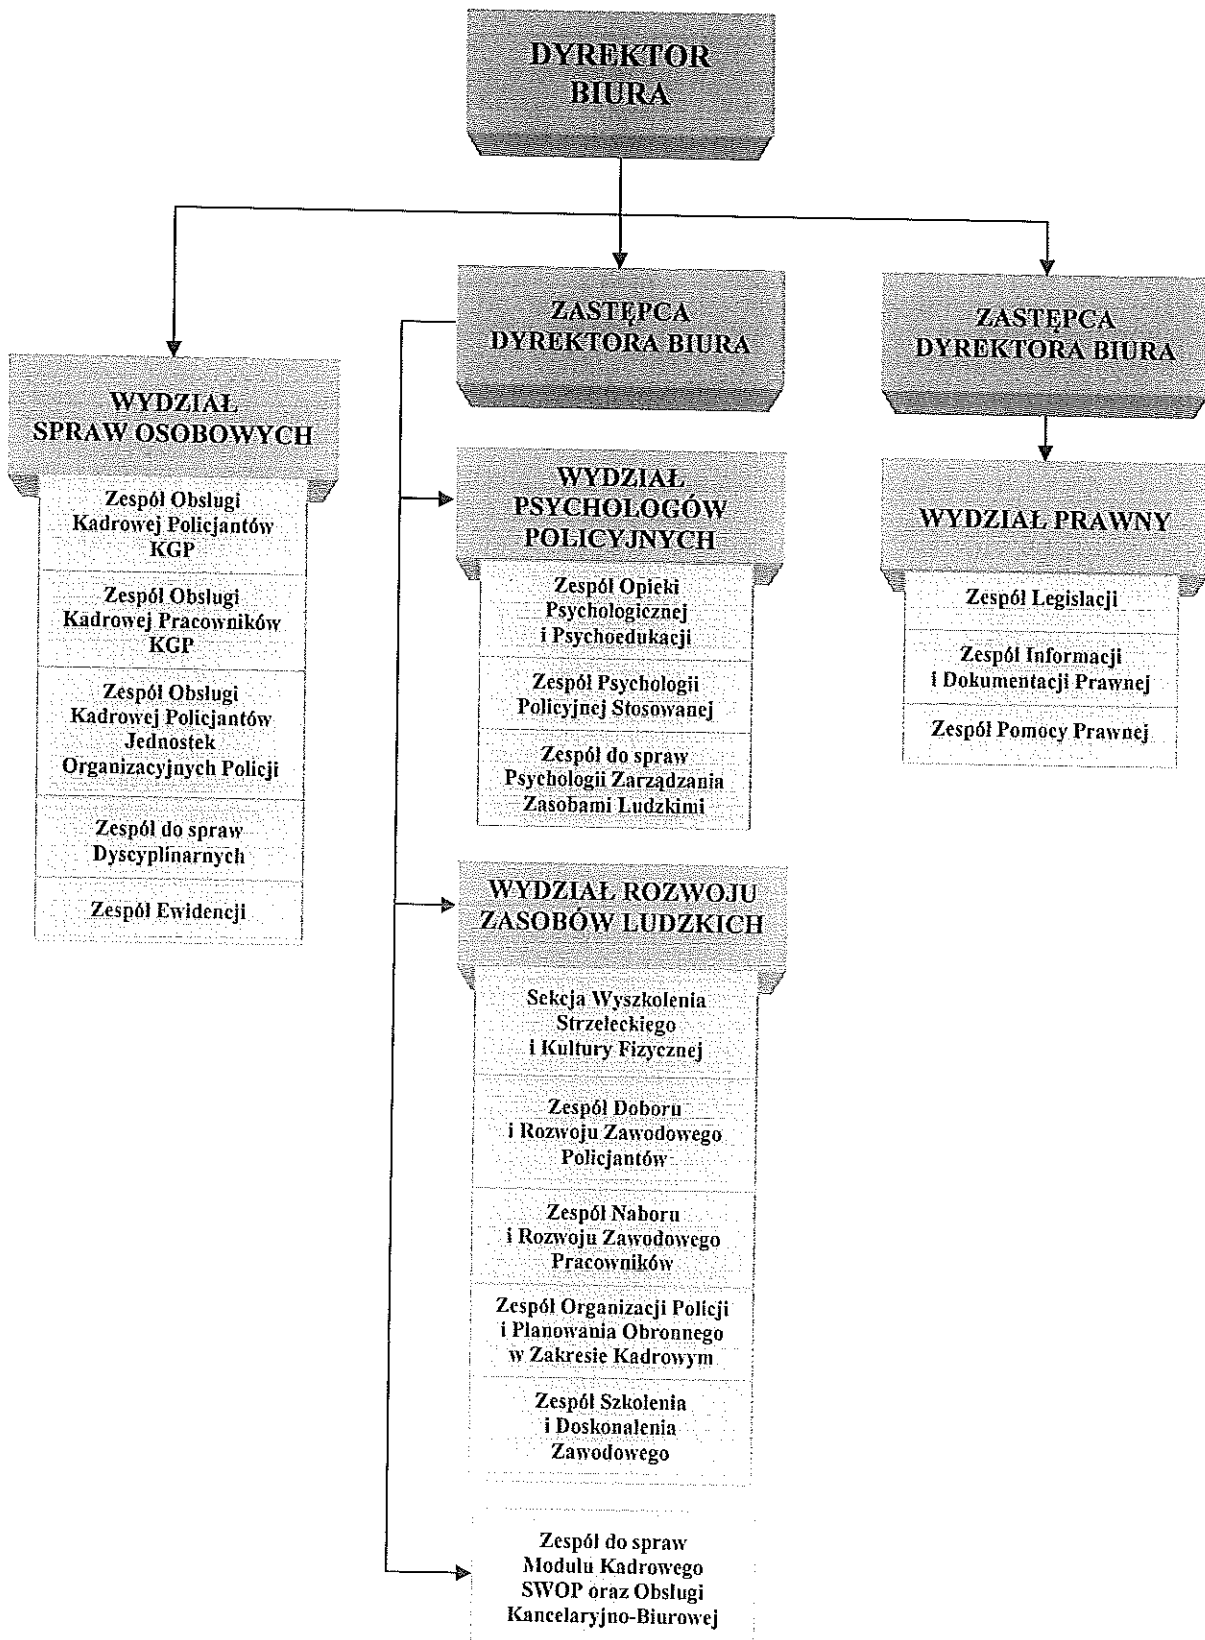 DYREKTOR
BIURA
ZASTĘPCA
DYREKTORA BIURA
ZASTĘPCA
DYREKTORA BIURA
WYDZIAŁ
SPRAW OSOBOWYCH
Zespół Obsługi
Kadrowej Policjantów
KGP
Zespół Obsługi
Kadrowej Pracowników
KGP
Zespół Obsługi
Kadrowej Policjantów
Jednostek
Organizacyjnych Policji
Zespół do spraw
Dyscyplinarnych
Zespół Ewidencji
WYDZIAŁ
PSYCHOLOGÓW
POLICYJNYCH
Zespół Opieki
Psychologicznej
i Psychoedukacji
Zespół Psychologii
Policyjnej Stosowanej
Zespół do spraw
Psychologii Zarządzania
Zasobami Ludzkimi
WYDZIAŁ ROZWOJU
ZASOBÓW LUDZKICH
Sekcja Wyszkolenia
Strzeleckiego
i Kultury Fizycznej
Zespół Doboru
i Rozwoju Zawodowego
Policjantów
Zespół Naboru
i Rozwoju Zawodowego
Pracowników
Zespół Organizacji Policji
i Planowania Obronnego
w Zakresie Kadrowym
Zespół Szkolenia
i Doskonalenia
Zawodowego
Zespół do spraw
Modułu Kadrowego
SWOP oraz Obsługi
Kancelaryjno-Biurowej
WYDZIAŁ PRAWNY
Zespół Legislacji
Zespół Informacji
i Dokumentacji Prawnej
Zespół Pomocy Prawnej